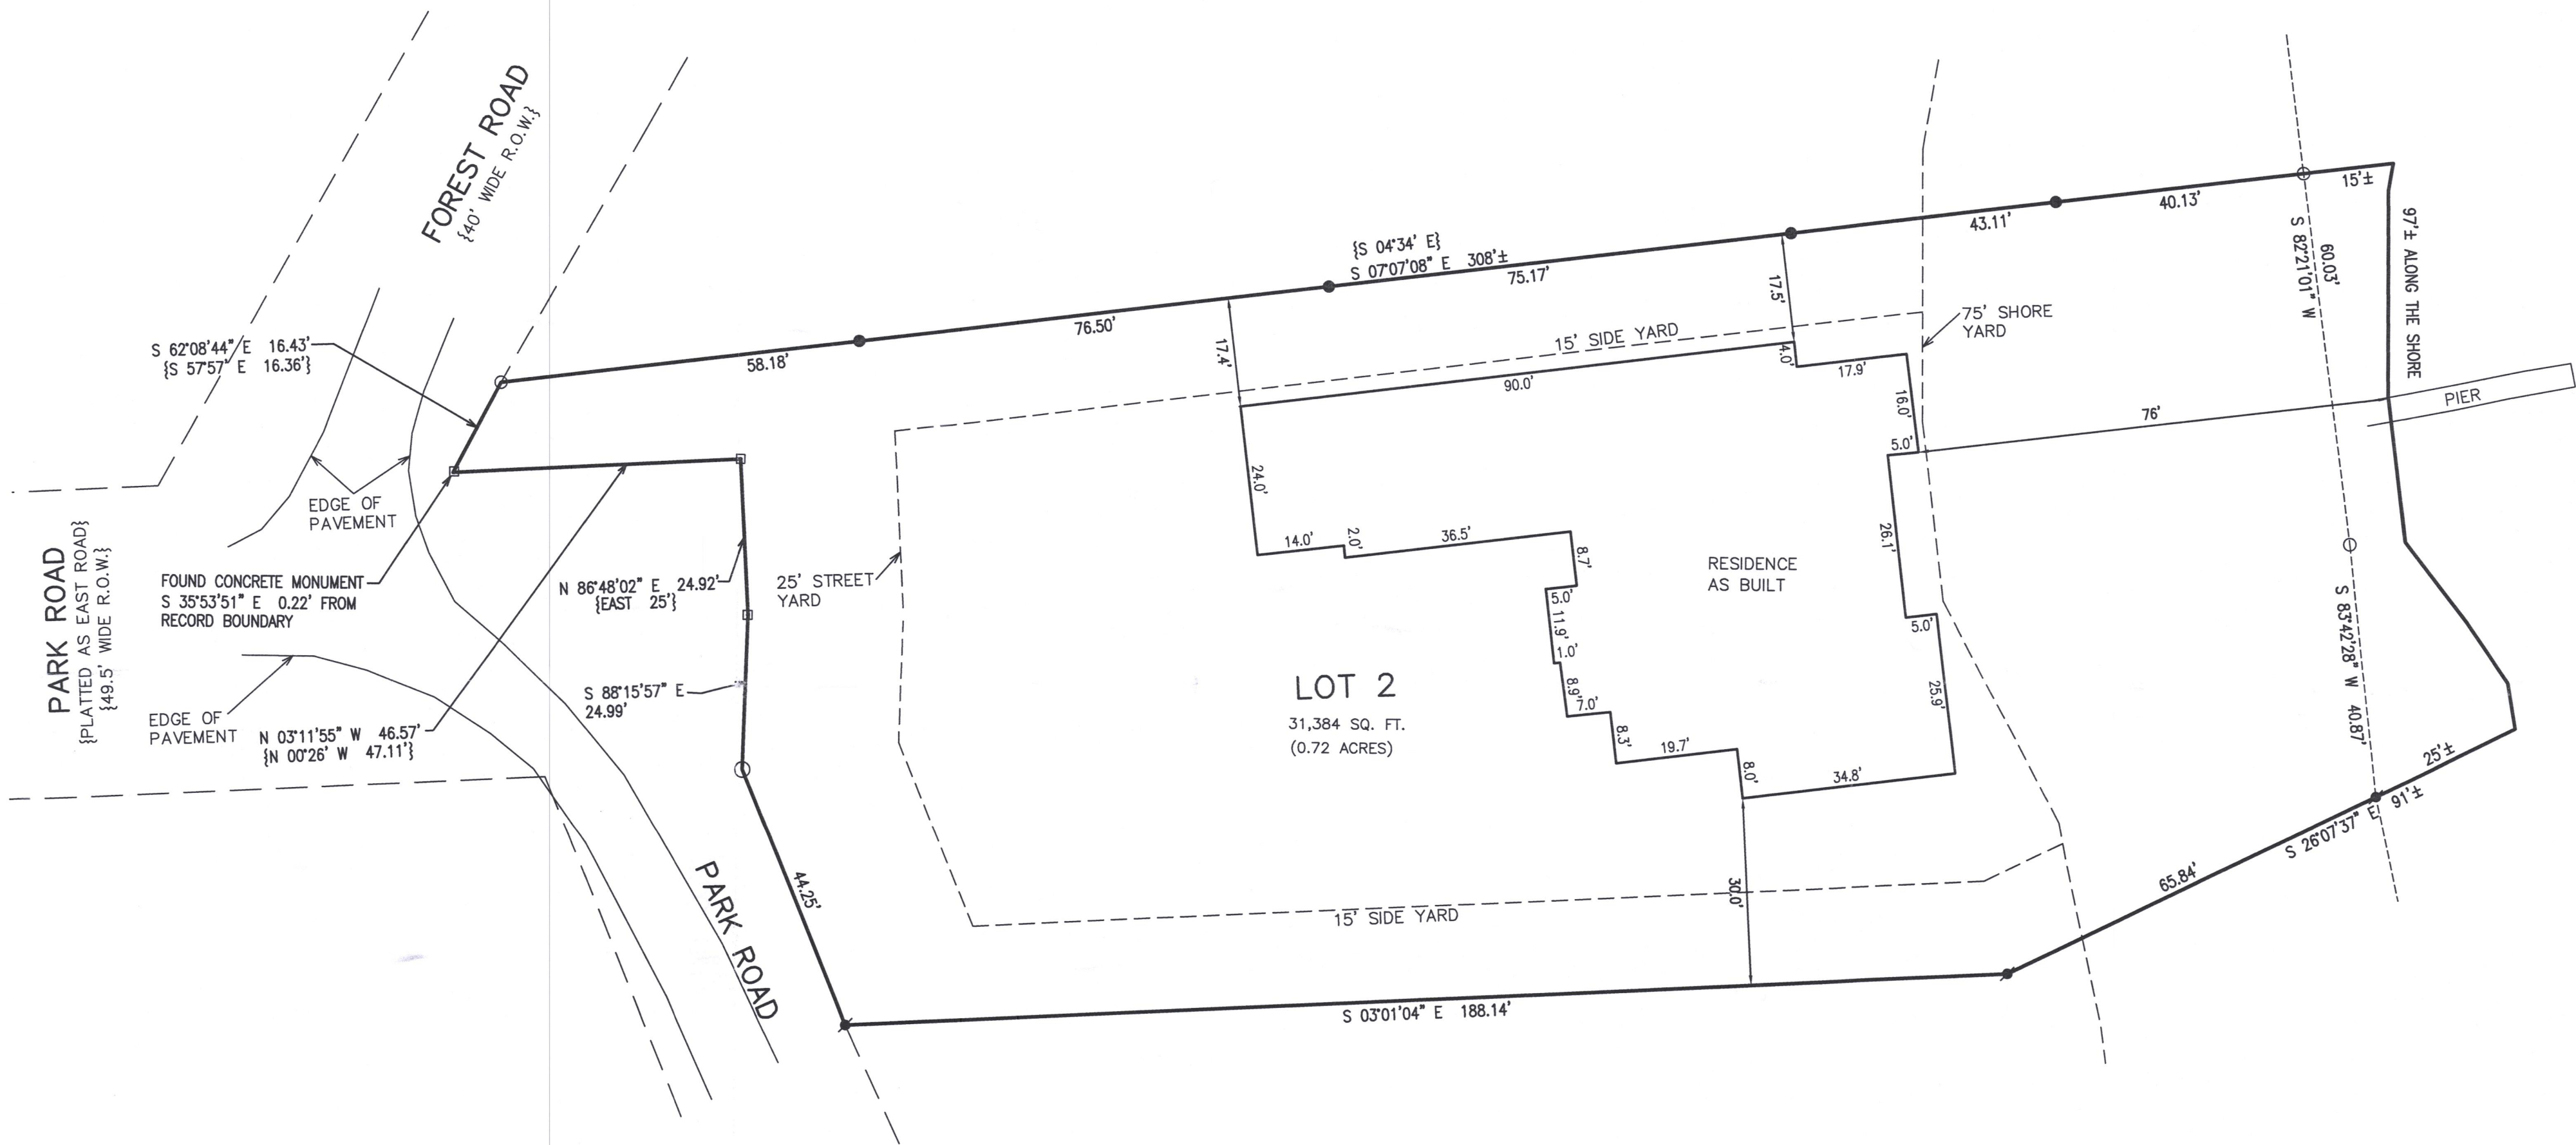 FOREST ROAD
{40' WIDE R.O.W.}
S 62°08'44" E 16.43'
{S 57°57' E 16.36'}
EDGE OF
PAVEMENT
PARK ROAD
{PLATTED AS EAST ROAD}
{49.5' WIDE R.O.W.}
FOUND CONCRETE MONUMENT
S 35°53'51" E 0.22' FROM
RECORD BOUNDARY
EDGE OF
PAVEMENT
N 03°11'55" W 46.57'
{N 00°26' W 47.11'}
N 86°48'02" E 24.92'
{EAST 25'}
S 88°15'57" E
24.99'
25' STREET
YARD
PARK ROAD
44.25'
58.18'
76.50'
{S 04°34' E}
S 07°07'08" E 308'±
75.17'
43.11'
40.13'
15'±
17.4'
17.5'
15' SIDE YARD
75' SHORE
YARD
90.0'
4.0'
17.9'
16.0'
5.0'
76'
PIER
97'± ALONG THE SHORE
60.03'
S 82°21'01" W
S 83°42'28" W 40.87'
24.0'
14.0'
2.0'
36.5'
8.7'
5.0'
11.9'
1.0'
8.9'
7.0'
8.3'
19.7'
8.0'
34.8'
25.9'
5.0'
26.1'
RESIDENCE
AS BUILT
LOT 2
31,384 SQ. FT.
(0.72 ACRES)
30.0'
15' SIDE YARD
S 03°01'04" E 188.14'
65.84'
S 26°07'37" E 91'±
25'±